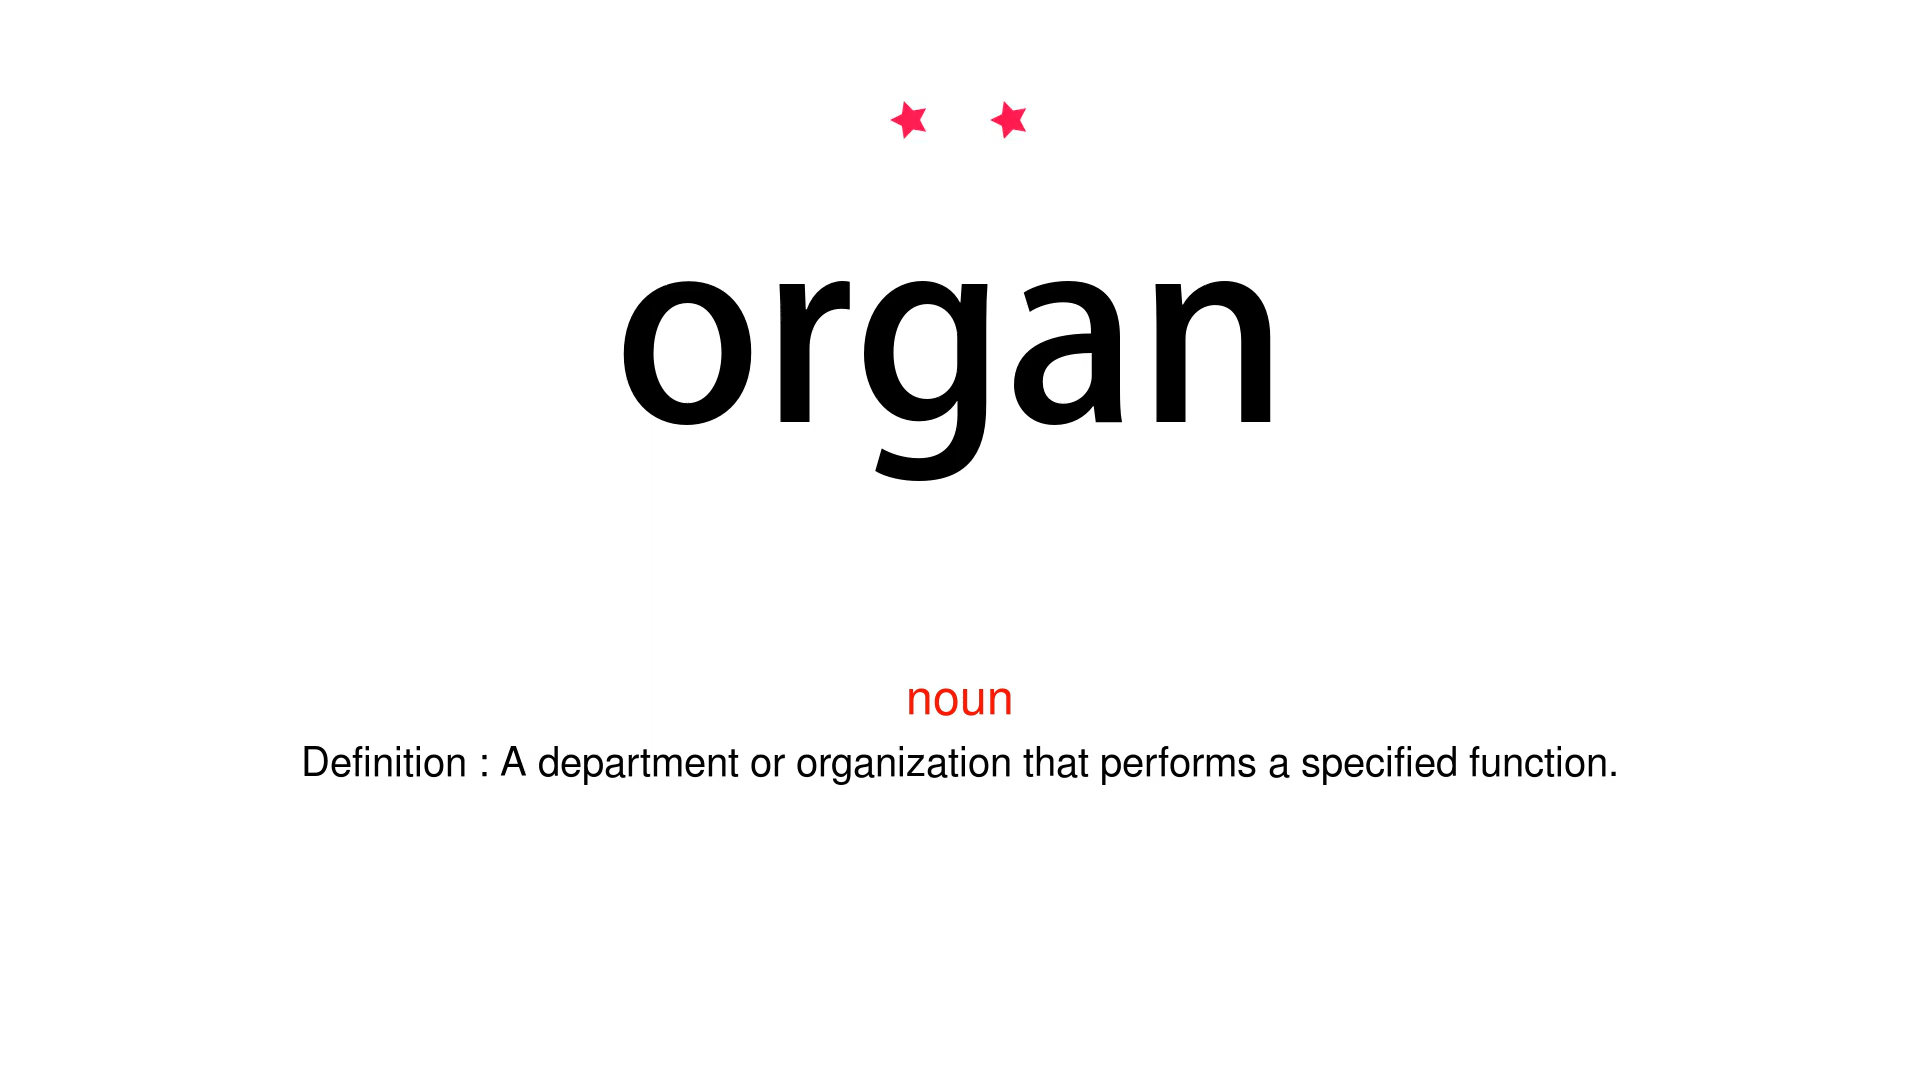 organ
noun
Definition : A department or organization that performs a specified function.